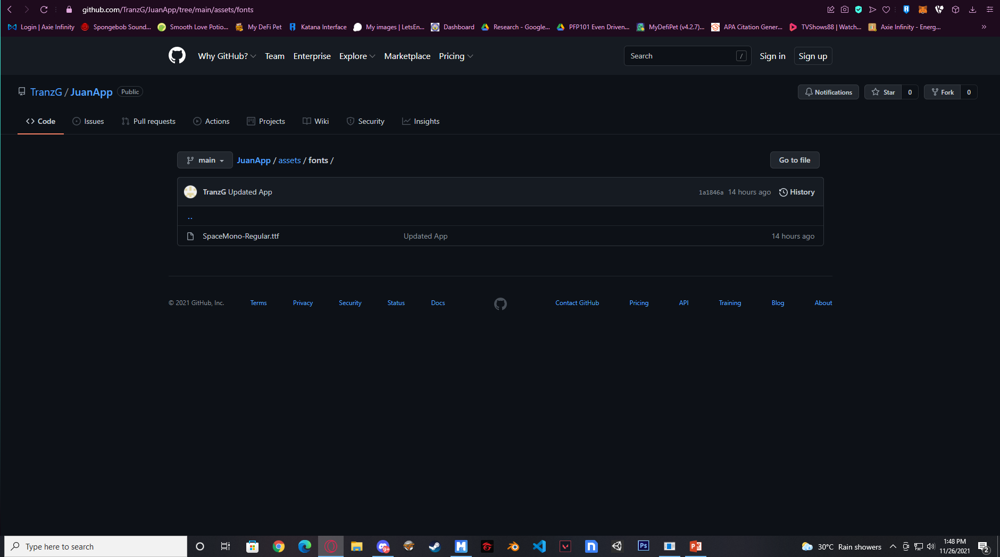 github.com/TranzG/JuanApp/tree/main/assets/fonts
Login | Axie Infinity Spongebob Sound... Smooth Love Potio... My DeFi Pet Katana Interface My images | LetsEn... Dashboard Research - Google... PFP101 Even Driven... MyDefiPet (v4.2.7)... APA Citation Gener... TVShows88 | Watch... Axie Infinity - Energ... »
Why GitHub? Team Enterprise Explore Marketplace Pricing Search / Sign in Sign up
TranzG / JuanApp Public Notifications Star 0 Fork 0
Code Issues Pull requests Actions Projects Wiki Security Insights
main JuanApp / assets / fonts / Go to file
TranzG Updated App 1a1846a 14 hours ago History
..
SpaceMono-Regular.ttf Updated App 14 hours ago
© 2021 GitHub, Inc. Terms Privacy Security Status Docs Contact GitHub Pricing API Training Blog About
Type here to search 9+ Ps 30°C Rain showers 1:48 PM
11/26/2021 2